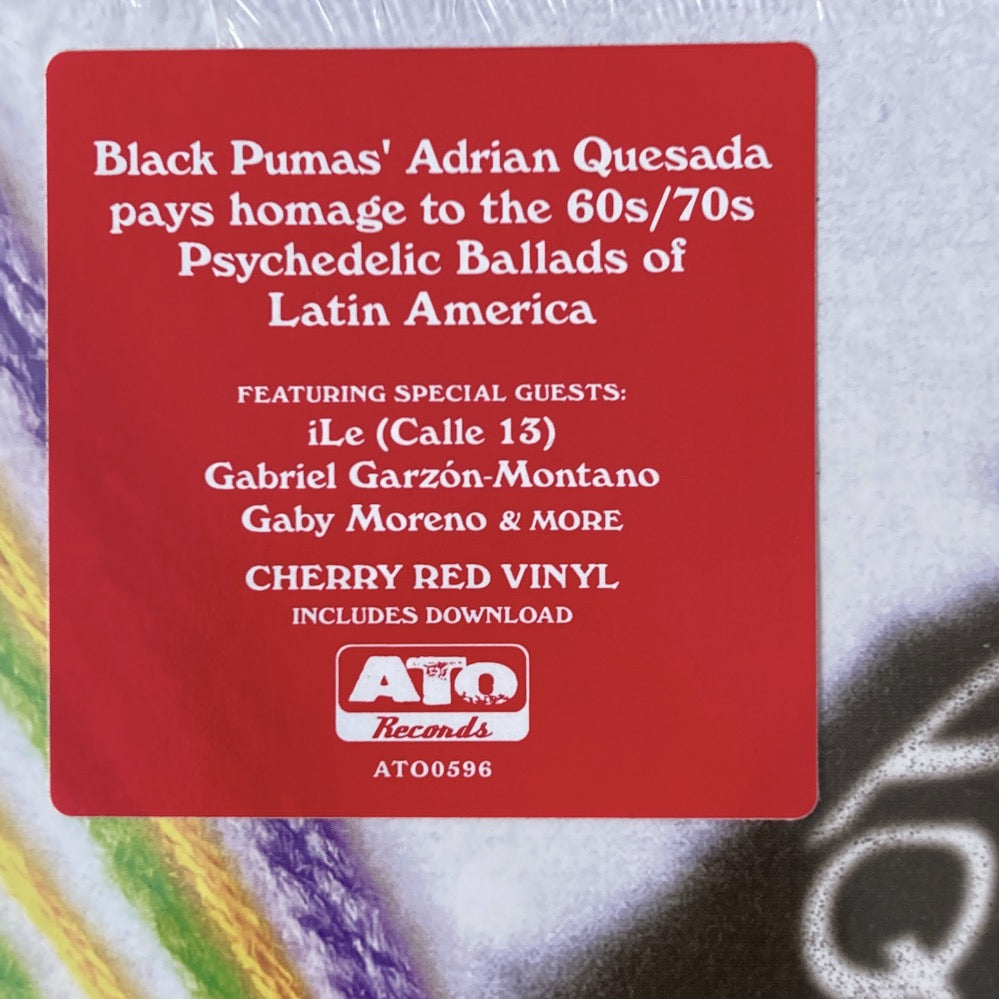 Black Pumas' Adrian Quesada
pays homage to the 60s/70s
Psychedelic Ballads of
Latin America
FEATURING SPECIAL GUESTS:
iLe (Calle 13)
Gabriel Garzón-Montano
Gaby Moreno & MORE
CHERRY RED VINYL
INCLUDES DOWNLOAD
ATO
Records
ATO0596